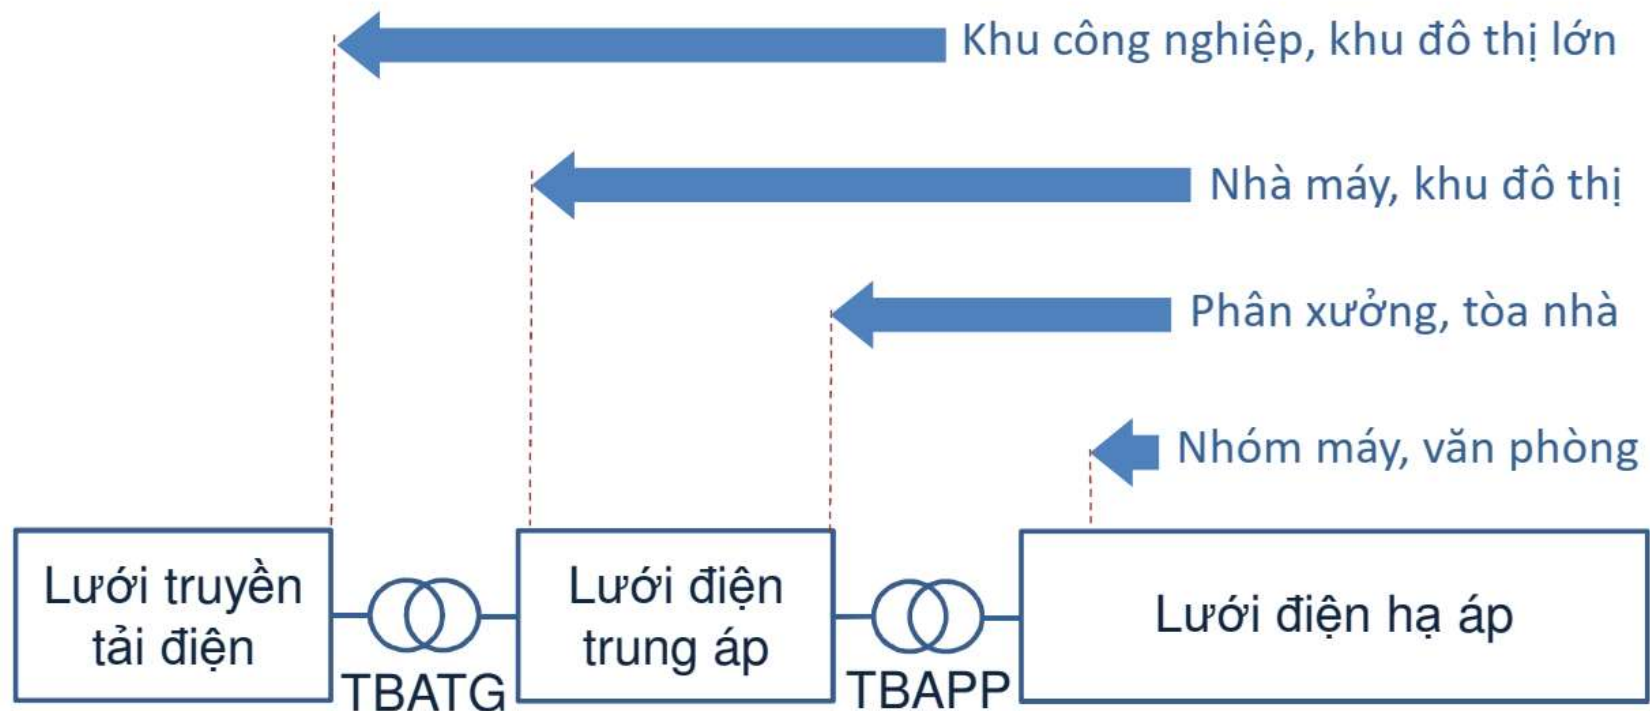 Khu công nghiệp, khu đô thị lớn
Nhà máy, khu đô thị
Phân xưởng, tòa nhà
Nhóm máy, văn phòng
Lưới truyền
tải điện
TBATG
Lưới điện
trung áp
TBAPP
Lưới điện hạ áp